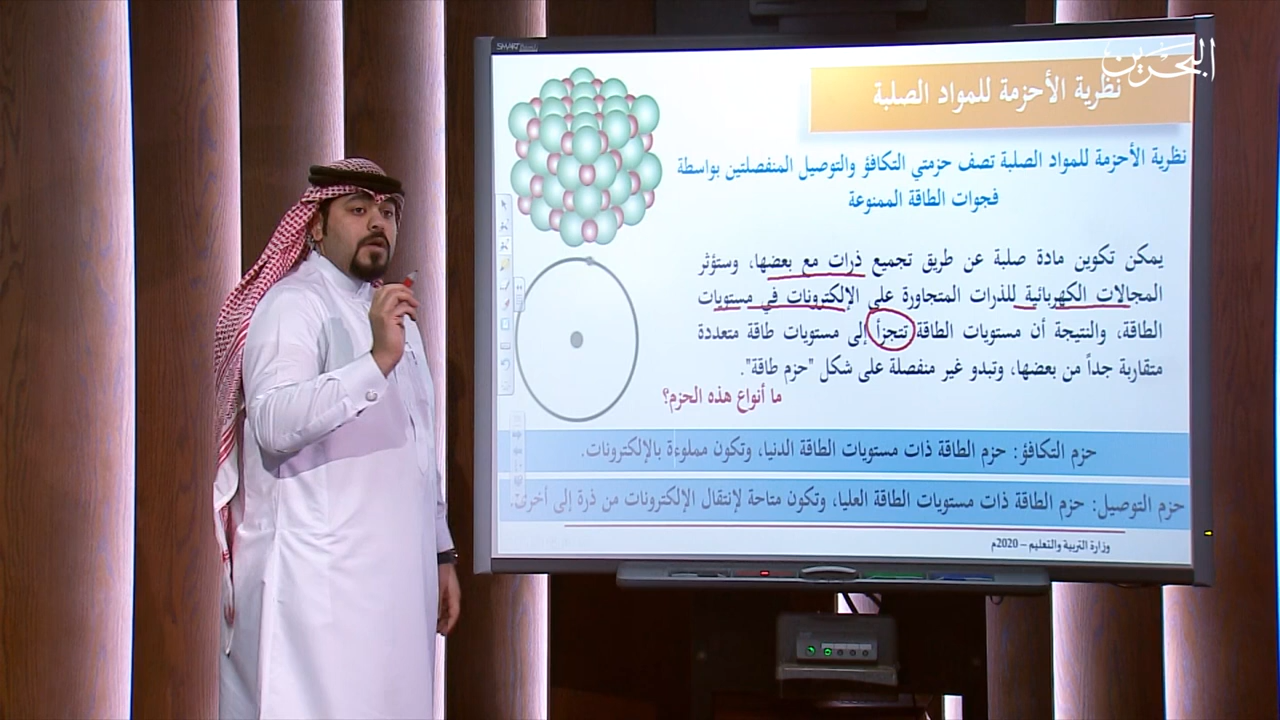 البحرين
SMART
نظرية الأحزمة للمواد الصلبة
نظرية الأحزمة للمواد الصلبة تصف حزمتي التكافؤ والتوصيل المنفصلتين بواسطة
فجوات الطاقة الممنوعة
يمكن تكوين مادة صلبة عن طريق تجميع ذرات مع بعضها، وستؤثر
المجالات الكهربائية للذرات المتجاورة على الإلكترونات في مستويات
الطاقة، والنتيجة أن مستويات الطاقة تتجزأ إلى مستويات طاقة متعددة
متقاربة جداً من بعضها، وتبدو غير منفصلة على شكل "حزم طاقة".
ما أنواع هذه الحزم؟
حزم التكافؤ: حزم الطاقة ذات مستويات الطاقة الدنيا، وتكون مملوءة بالإلكترونات.
حزم التوصيل: حزم الطاقة ذات مستويات الطاقة العليا، وتكون متاحة لإنتقال الإلكترونات من ذرة إلى أخرى.
وزارة التربية والتعليم – 2020م